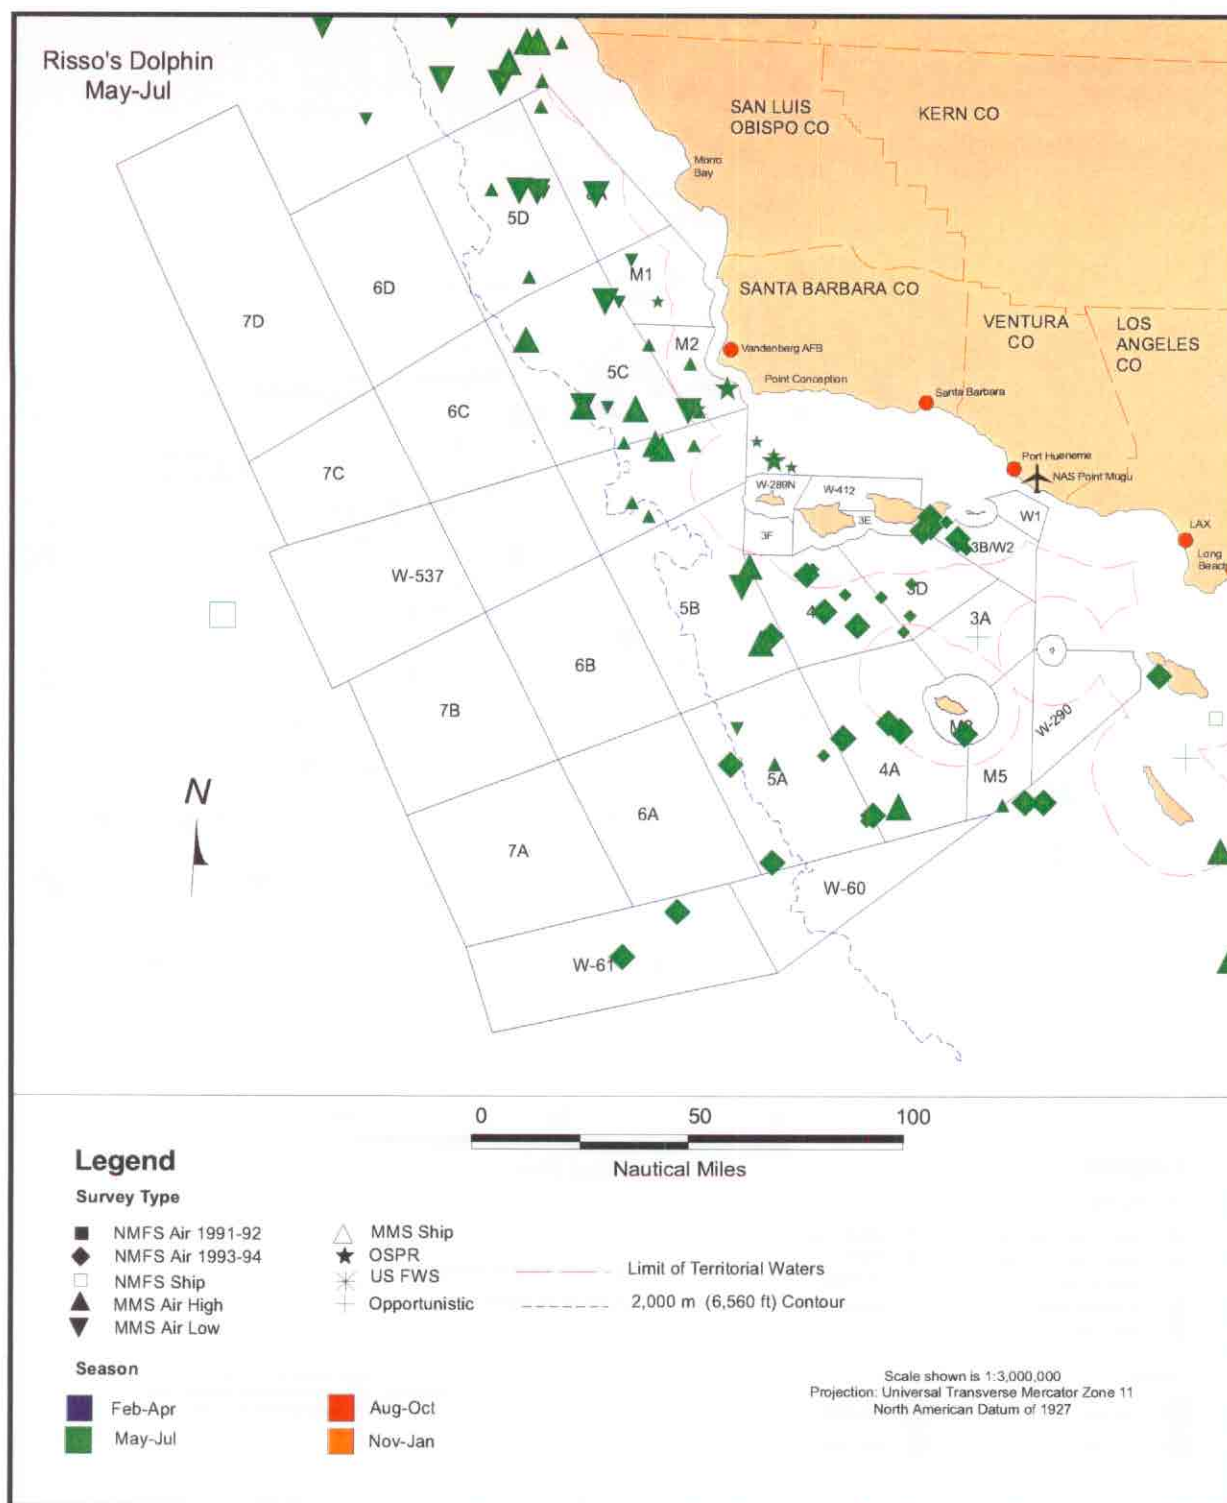 Risso's Dolphin
May-Jul
SAN LUIS
OBISPO CO
KERN CO
Morro
Bay
5D
M1
6D
SANTA BARBARA CO
7D
VENTURA
CO
LOS
ANGELES
CO
M2
Vandenberg AFB
5C
Point Conception
Santa Barbara
6C
7C
Port Hueneme
NAS Point Mugu
W-289N
W-412
W1
3E
3F
LAX
3B/W2
Long
Beach
W-537
3D
5B
4
3A
9
6B
7B
W-290
4A
M5
5A
6A
7A
N
W-60
W-61
0 50 100
Nautical Miles
Legend
Survey Type
NMFS Air 1991-92
NMFS Air 1993-94
NMFS Ship
MMS Air High
MMS Air Low
MMS Ship
OSPR
US FWS
Opportunistic
Limit of Territorial Waters
2,000 m (6,560 ft) Contour
Season
Feb-Apr
May-Jul
Aug-Oct
Nov-Jan
Scale shown is 1:3,000,000
Projection: Universal Transverse Mercator Zone 11
North American Datum of 1927